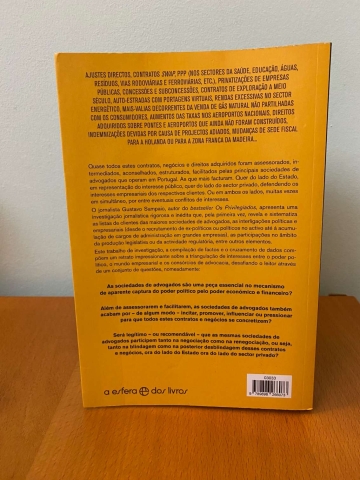 AJUSTES DIRECTOS, CONTRATOS SWAP, PPP (NOS SECTORES DA SAÚDE, EDUCAÇÃO, ÁGUAS,
RESÍDUOS, VIAS RODOVIÁRIAS E FERROVIÁRIAS, ETC.), PRIVATIZAÇÕES DE EMPRESAS
PÚBLICAS, CONCESSÕES E SUBCONCESSÕES, CONTRATOS DE EXPLORAÇÃO A MEIO
SÉCULO, AUTO-ESTRADAS COM PORTAGENS VIRTUAIS, RENDAS EXCESSIVAS NO SECTOR
ENERGÉTICO, MAIS-VALIAS DECORRENTES DA VENDA DE GÁS NATURAL NÃO PARTILHADAS
COM OS CONSUMIDORES, AUMENTOS DAS TAXAS NOS AEROPORTOS NACIONAIS, DIREITOS
ADQUIRIDOS SOBRE PONTES E AEROPORTOS QUE AINDA NÃO FORAM CONSTRUÍDOS,
INDEMNIZAÇÕES DEVIDAS POR CAUSA DE PROJECTOS ADIADOS, MUDANÇAS DE SEDE FISCAL
PARA A HOLANDA OU PARA A ZONA FRANCA DA MADEIRA...
Quase todos estes contratos, negócios e direitos adquiridos foram assessorados, in-
termediados, aconselhados, estruturados, facilitados pelas principais sociedades de
advogados que operam em Portugal. As que mais facturam. Quer do lado do Estado,
em representação do interesse público, quer do lado do sector privado, defendendo os
interesses empresariais dos respectivos clientes. Ou em ambos os lados, muitas vezes
em simultâneo, por entre eventuais conflitos de interesses.
O jornalista Gustavo Sampaio, autor do bestseller Os Privilegiados, apresenta uma
investigação jornalística rigorosa e inédita que, pela primeira vez, revela e sistematiza
as listas de clientes das maiores sociedades de advogados, as interligações políticas e
empresariais (desde o recrutamento de ex-políticos ou políticos no activo até à acumu-
lação de cargos de administração em grandes empresas), as participações no âmbito
da produção legislativa ou de actividade regulatória, entre outros elementos.
Este trabalho de investigação, a compilação de factos e o cruzamento de dados com-
põem um retrato impressionante sobre a triangulação de interesses entre o poder po-
lítico, o mundo empresarial e os consórcios de advocacia, desafiando o leitor através
de um conjunto de questões, nomeadamente:
As sociedades de advogados são uma peça essencial no mecanismo
de aparente captura do poder político pelo poder económico e financeiro?
Além de assessorarem e facilitarem, as sociedades de advogados também
acabam por – de algum modo – incitar, promover, influenciar ou pressionar
para que todos estes contratos e negócios se concretizem?
Será legítimo – ou recomendável – que as mesmas sociedades de
advogados participem tanto na negociação como na renegociação, ou seja,
tanto na blindagem como na posterior desblindagem desses contratos
e negócios, ora do lado do Estado ora do lado do sector privado?
a esfera dos livros